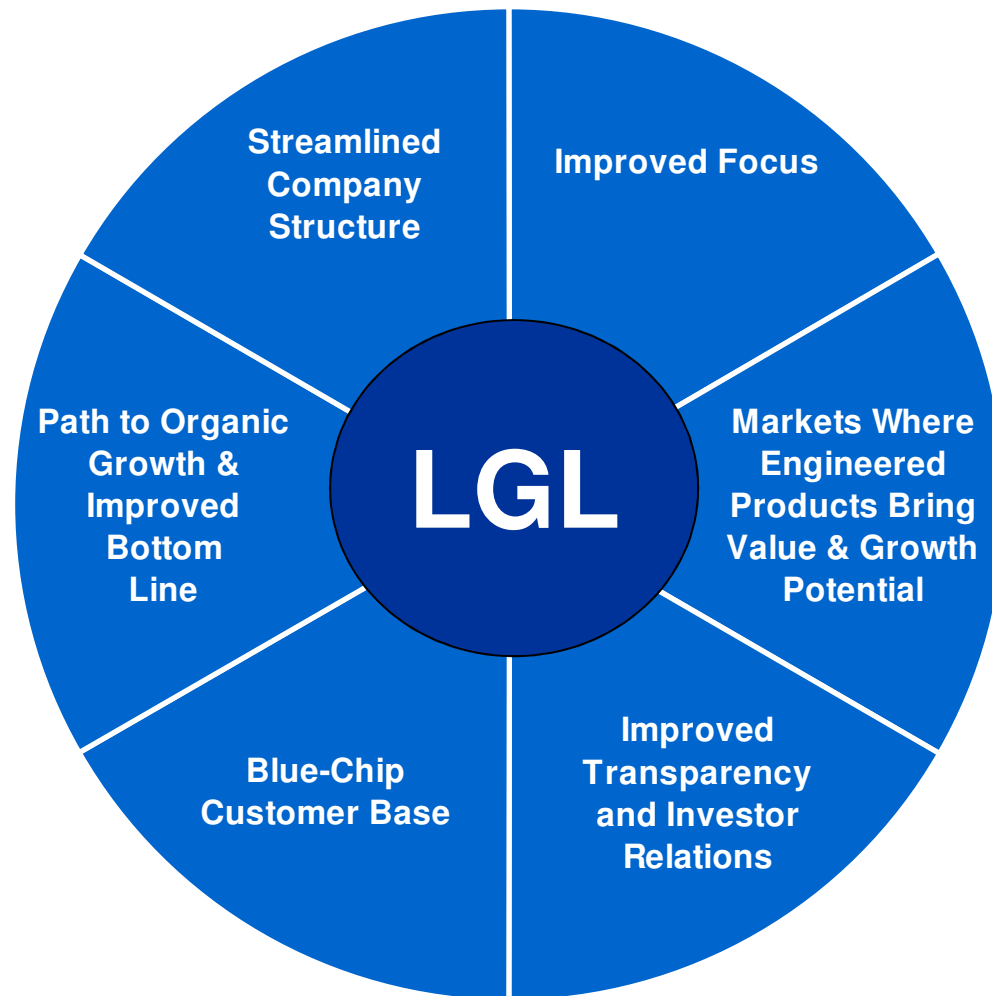 Streamlined
Company
Structure
Improved Focus
Path to Organic
Growth &
Improved
Bottom
Line
LGL
Markets Where
Engineered
Products Bring
Value & Growth
Potential
Blue-Chip
Customer Base
Improved
Transparency
and Investor
Relations